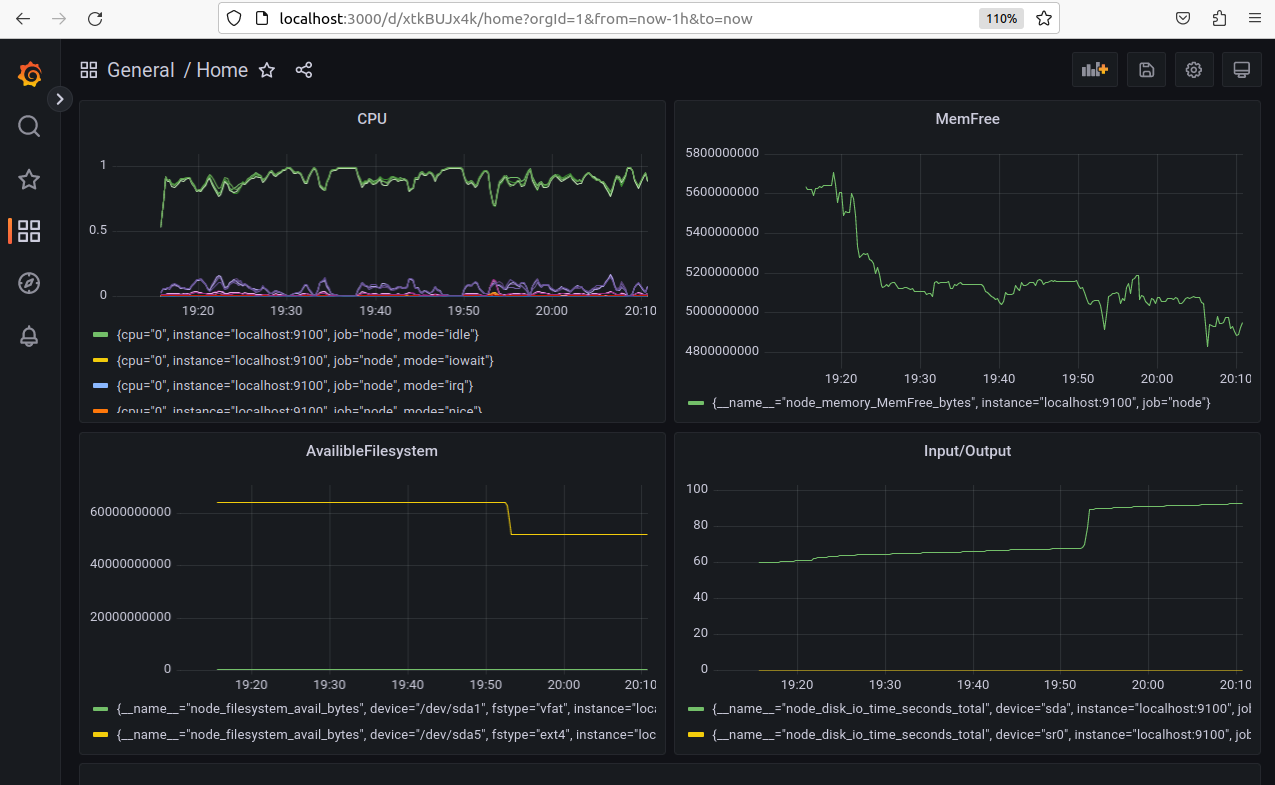 localhost:3000/d/xtkBUJx4k/home?orgId=1&from=now-1h&to=now
110%
General / Home
CPU
1
0.5
0
19:20 19:30 19:40 19:50 20:00 20:10
{cpu="0", instance="localhost:9100", job="node", mode="idle"}
{cpu="0", instance="localhost:9100", job="node", mode="iowait"}
{cpu="0", instance="localhost:9100", job="node", mode="irq"}
{cpu="0", instance="localhost:9100", job="node", mode="nice"}
MemFree
5800000000
5600000000
5400000000
5200000000
5000000000
4800000000
19:20 19:30 19:40 19:50 20:00 20:10
{__name__="node_memory_MemFree_bytes", instance="localhost:9100", job="node"}
AvailibleFilesystem
60000000000
40000000000
20000000000
0
19:20 19:30 19:40 19:50 20:00 20:10
{__name__="node_filesystem_avail_bytes", device="/dev/sda1", fstype="vfat", instance="loca
{__name__="node_filesystem_avail_bytes", device="/dev/sda5", fstype="ext4", instance="loc
Input/Output
100
80
60
40
20
0
19:20 19:30 19:40 19:50 20:00 20:10
{__name__="node_disk_io_time_seconds_total", device="sda", instance="localhost:9100", jol
{__name__="node_disk_io_time_seconds_total", device="sr0", instance="localhost:9100", job